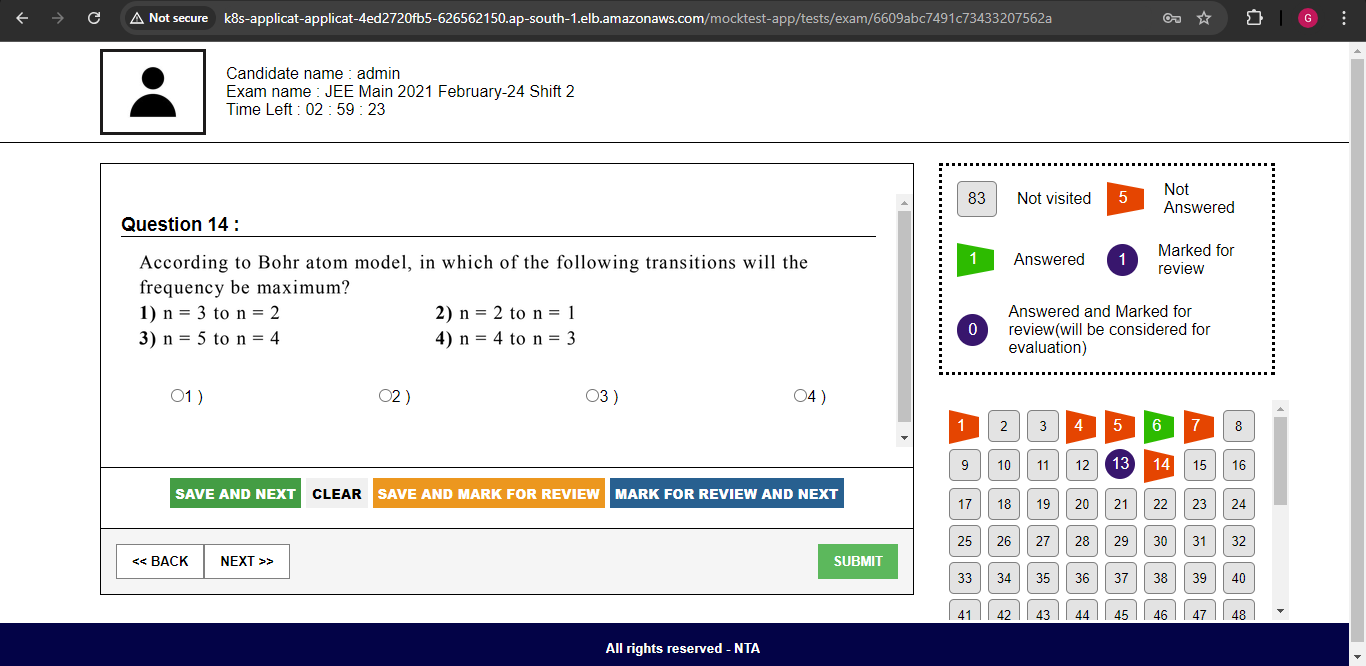 Not secure
k8s-applicat-applicat-4ed2720fb5-626562150.ap-south-1.elb.amazonaws.com/mocktest-app/tests/exam/6609abc7491c73433207562a
G
Candidate name : admin
Exam name : JEE Main 2021 February-24 Shift 2
Time Left : 02 : 59 : 23
Question 14 :
According to Bohr atom model, in which of the following transitions will the
frequency be maximum?
1) n = 3 to n = 2 2) n = 2 to n = 1
3) n = 5 to n = 4 4) n = 4 to n = 3
1 ) 2 ) 3 ) 4 )
SAVE AND NEXT CLEAR SAVE AND MARK FOR REVIEW MARK FOR REVIEW AND NEXT
<< BACK NEXT >> SUBMIT
83 Not visited 5 Not
Answered
1 Answered 1 Marked for
review
0 Answered and Marked for
review(will be considered for
evaluation)
1 2 3 4 5 6 7 8
9 10 11 12 13 14 15 16
17 18 19 20 21 22 23 24
25 26 27 28 29 30 31 32
33 34 35 36 37 38 39 40
41 42 43 44 45 46 47 48
All rights reserved - NTA